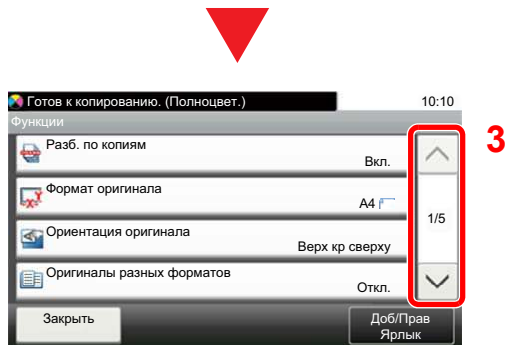 Готов к копированию. (Полноцвет.) 10:10
Функции
Разб. по копиям
Вкл.
Формат оригинала
A4
Ориентация оригинала
Верх кр сверху
Оригиналы разных форматов
Откл.
1/5
3
Закрыть
Доб/Прав
Ярлык